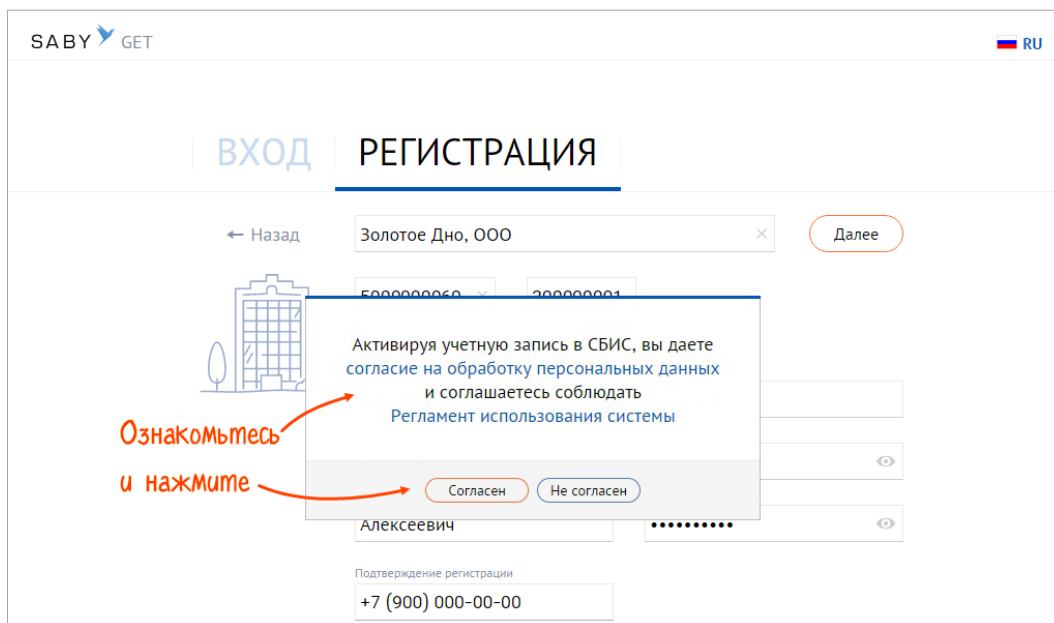 SABY GET
RU
ВХОД
РЕГИСТРАЦИЯ
← Назад
Золотое Дно, ООО
Далее
Активируя учетную запись в СБИС, вы даете
согласие на обработку персональных данных
и соглашаетесь соблюдать
Регламент использования системы
Ознакомьтесь
и нажмите
Согласен
Не согласен
Алексеевич
••••••••••
Подтверждение регистрации
+7 (900) 000-00-00